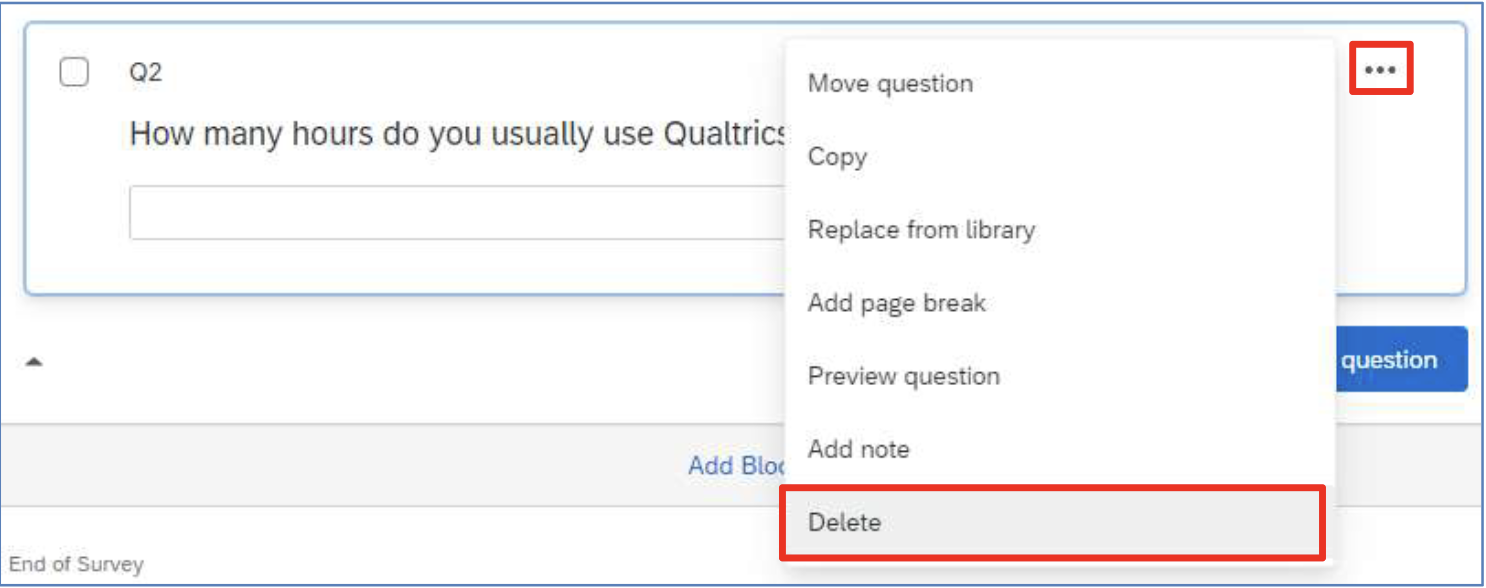 Q2
How many hours do you usually use Qualtrics
Move question
Copy
Replace from library
Add page break
Preview question
Add note
Delete
question
Add Bloc
End of Survey